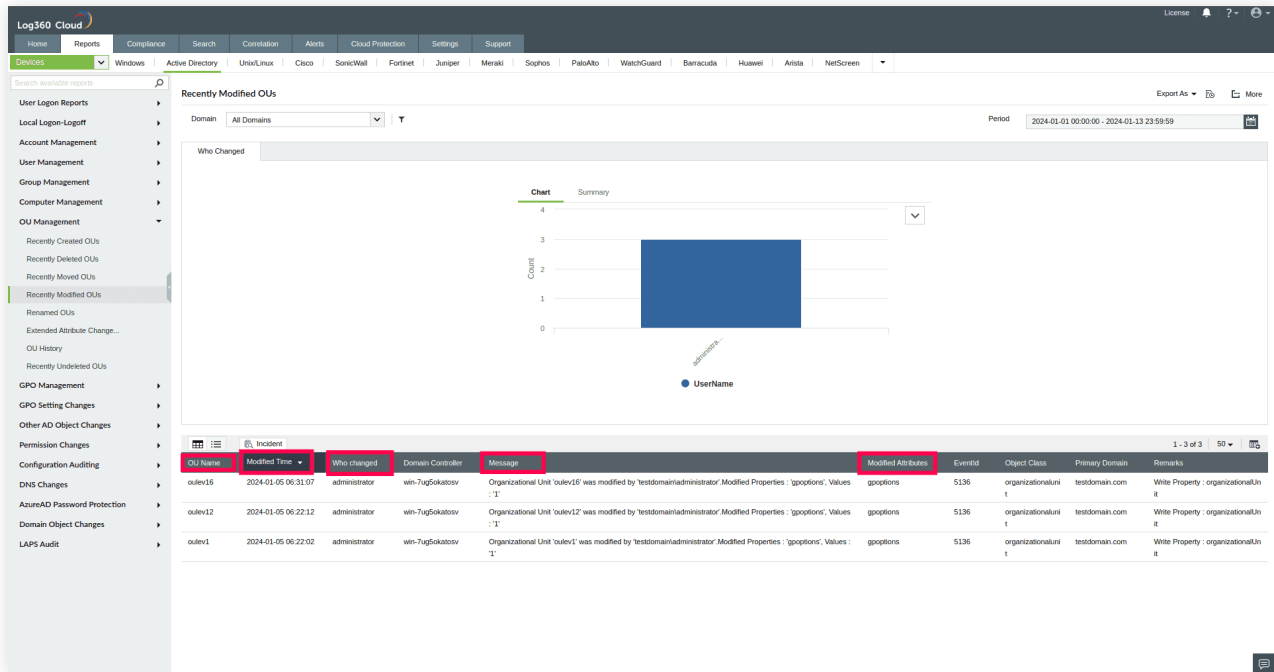 Log360 Cloud
License
?
Home Reports Compliance Search Correlation Alerts Cloud Protection Settings Support
Devices Windows Active Directory Unix/Linux Cisco SonicWall Fortinet Juniper Meraki Sophos PaloAlto WatchGuard Barracuda Huawei Arista NetScreen
Search available reports
User Logon Reports
Local Logon-Logoff
Account Management
User Management
Group Management
Computer Management
OU Management
Recently Created OUs
Recently Deleted OUs
Recently Moved OUs
Recently Modified OUs
Renamed OUs
Extended Attribute Change...
OU History
Recently Undeleted OUs
GPO Management
GPO Setting Changes
Other AD Object Changes
Permission Changes
Configuration Auditing
DNS Changes
AzureAD Password Protection
Domain Object Changes
LAPS Audit
Recently Modified OUs
Export As More
Domain All Domains
Period 2024-01-01 00:00:00 - 2024-01-13 23:59:59
Who Changed
Chart Summary
4
3
2
1
0
Count
administra...
UserName
Incident
1 - 3 of 3 50
OU Name Modified Time Who changed Domain Controller Message Modified Attributes EventId Object Class Primary Domain Remarks
oulev16 2024-01-05 06:31:07 administrator win-7ug5okatosv Organizational Unit 'oulev16' was modified by 'testdomain\administrator'.Modified Properties : 'gpoptions', Values gpoptions 5136 organizationaluni testdomain.com Write Property : organizationalUn
: '1' t it
oulev12 2024-01-05 06:22:12 administrator win-7ug5okatosv Organizational Unit 'oulev12' was modified by 'testdomain\administrator'.Modified Properties : 'gpoptions', Values gpoptions 5136 organizationaluni testdomain.com Write Property : organizationalUn
: '1' t it
oulev1 2024-01-05 06:22:02 administrator win-7ug5okatosv Organizational Unit 'oulev1' was modified by 'testdomain\administrator'.Modified Properties : 'gpoptions', Values : gpoptions 5136 organizationaluni testdomain.com Write Property : organizationalUn
'1' t it